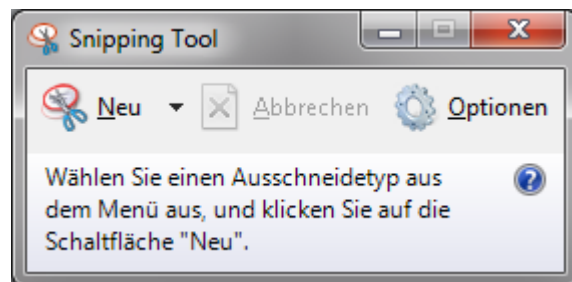 Snipping Tool
Neu Abbrechen Optionen
Wählen Sie einen Ausschneidetyp aus
dem Menü aus, und klicken Sie auf die
Schaltfläche "Neu".